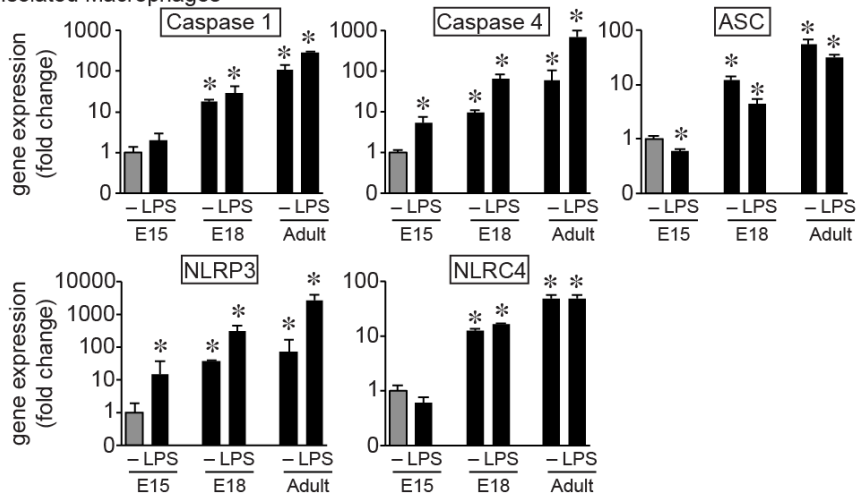 isolated macrophages
Caspase 1
Caspase 4
ASC
gene expression
(fold change)
1000
100
10
1
0
* * * *
– LPS – LPS – LPS
E15 E18 Adult
1000
100
10
1
0
* * * * *
– LPS – LPS – LPS
E15 E18 Adult
100
10
1
0
* * * * *
– LPS – LPS – LPS
E15 E18 Adult
NLRP3
NLRC4
gene expression
(fold change)
10000
1000
100
10
1
0
* * * * *
– LPS – LPS – LPS
E15 E18 Adult
100
10
1
0
* * * *
– LPS – LPS – LPS
E15 E18 Adult